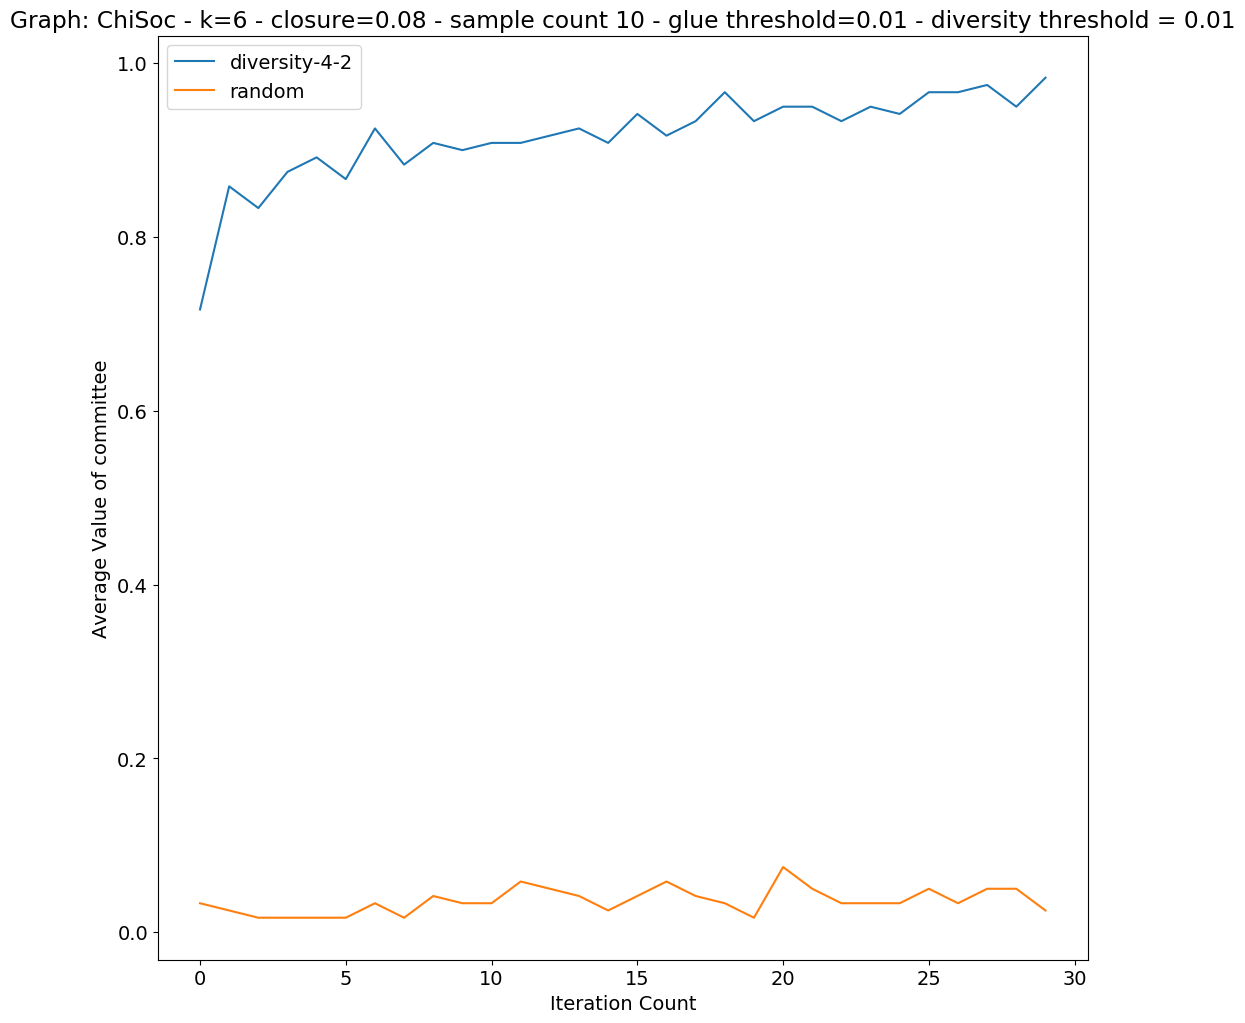 Graph: ChiSoc - k=6 - closure=0.08 - sample count 10 - glue threshold=0.01 - diversity threshold = 0.01
diversity-4-2
random
1.0
0.8
0.6
0.4
0.2
0.0
Average Value of committee
0 5 10 15 20 25 30
Iteration Count